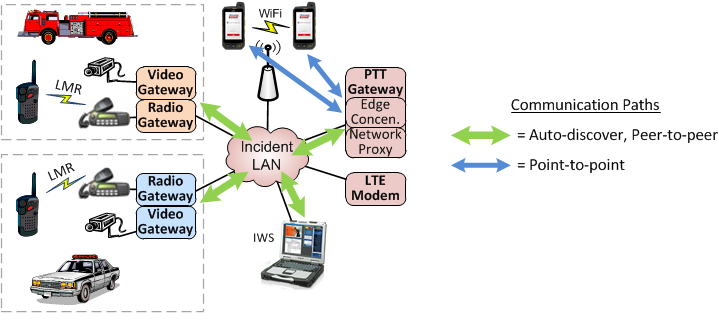 WiFi
LMR
Video
Gateway
Radio
Gateway
PTT
Gateway
Edge
Concen.
Network
Proxy
Incident
LAN
LMR
Radio
Gateway
Video
Gateway
LTE
Modem
IWS
Communication Paths
= Auto-discover, Peer-to-peer
= Point-to-point